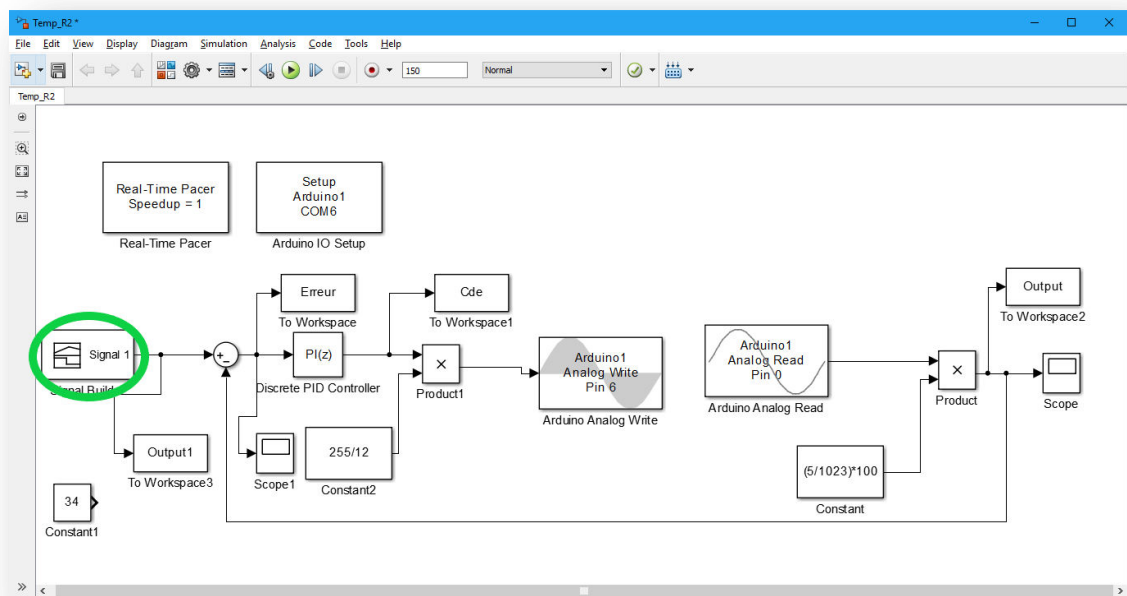 Temp_R2 *
File Edit View Display Diagram Simulation Analysis Code Tools Help
150
Normal
Temp_R2
Real-Time Pacer
Speedup = 1
Real-Time Pacer
Setup
Arduino1
COM6
Arduino IO Setup
Erreur
To Workspace
Cde
To Workspace1
Output
To Workspace2
Signal 1
Signal Build
PI(z)
Discrete PID Controller
Product1
Arduino1
Analog Write
Pin 6
Arduino Analog Write
Arduino1
Analog Read
Pin 0
Arduino Analog Read
Product
Scope
Output1
To Workspace3
Scope1
255/12
Constant2
(5/1023)*100
Constant
34
Constant1